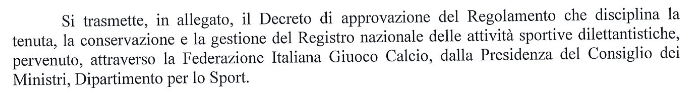 Si trasmette, in allegato, il Decreto di approvazione del Regolamento che disciplina la
tenuta, la conservazione e la gestione del Registro nazionale delle attività sportive dilettantistiche,
pervenuto, attraverso la Federazione Italiana Giuoco Calcio, dalla Presidenza del Consiglio dei
Ministri, Dipartimento per lo Sport.